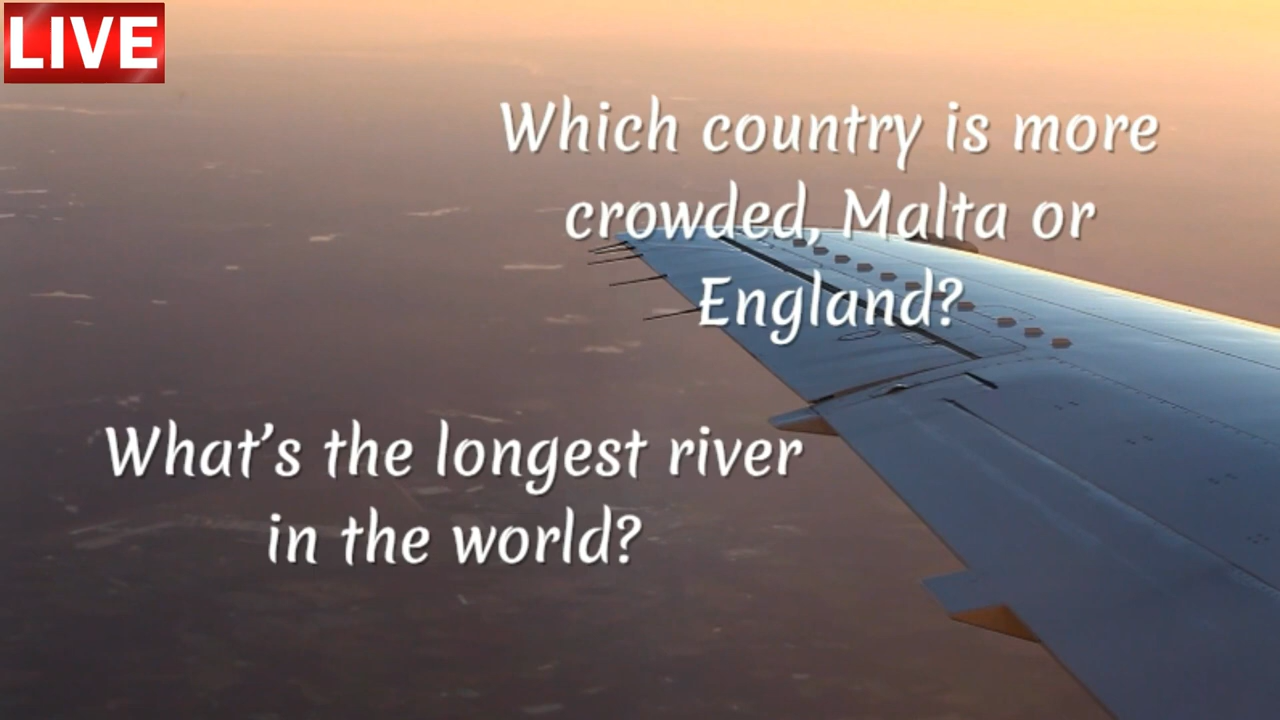 LIVE
Which country is more
crowded, Malta or
England?
What’s the longest river
in the world?